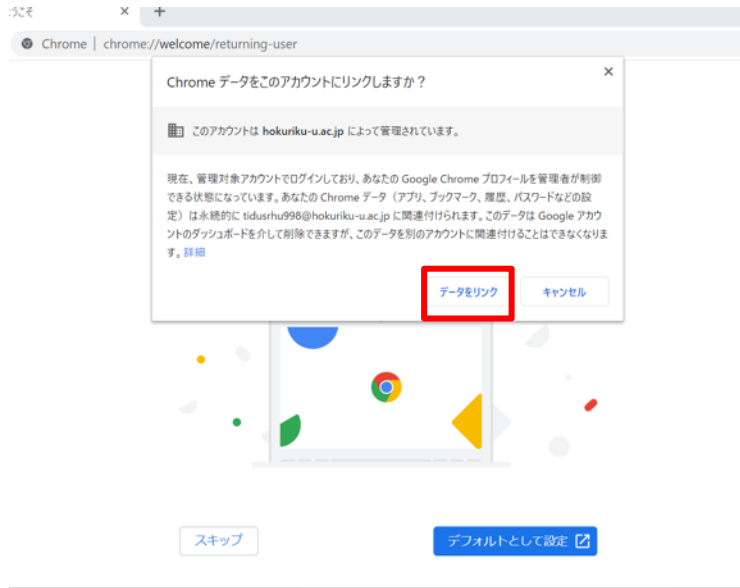 ようこそ × +
Chrome | chrome://welcome/returning-user
Chrome データをこのアカウントにリンクしますか？ ×
このアカウントは hokuriku-u.ac.jp によって管理されています。
現在、管理対象アカウントでログインしており、あなたの Google Chrome プロフィールを管理者が制御
できる状態になっています。あなたの Chrome データ（アプリ、ブックマーク、履歴、パスワードなどの設
定）は永続的に tidusrhu998@hokuriku-u.ac.jp に関連付けられます。このデータは Google アカウ
ントのダッシュボードを介して削除できますが、このデータを別のアカウントに関連付けることはできなくなりま
す。詳細
データをリンク キャンセル
スキップ デフォルトとして設定